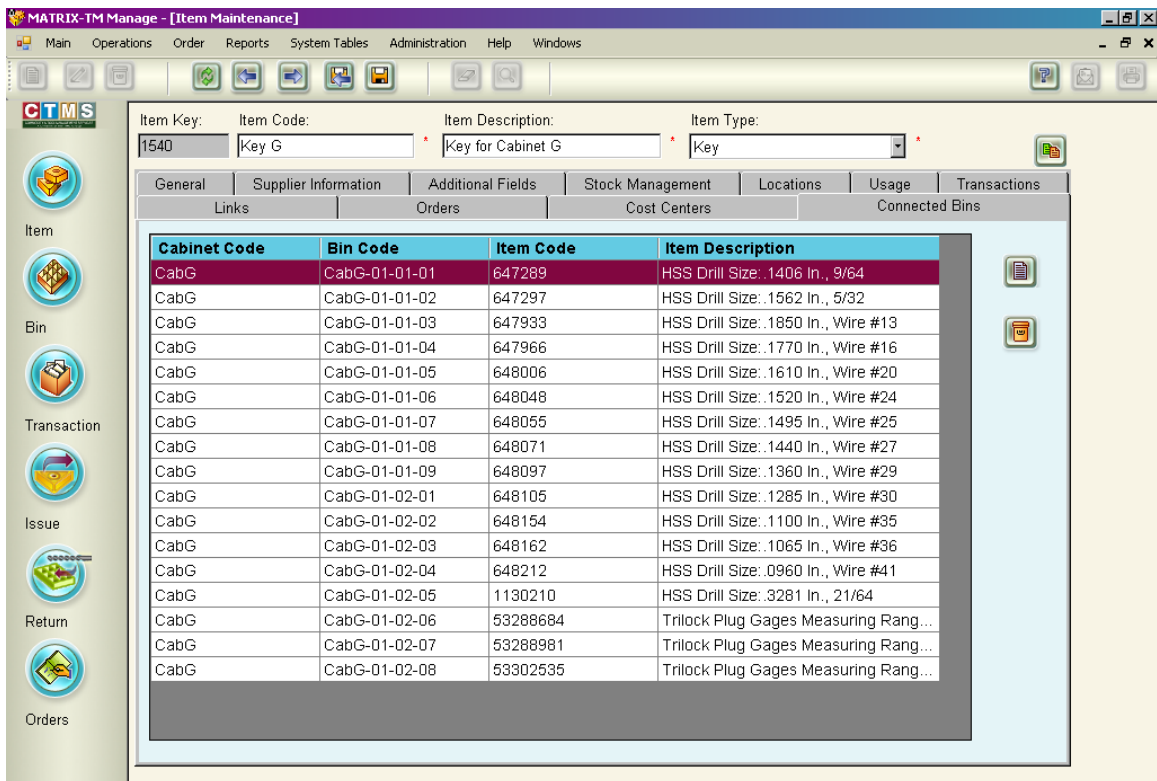 MATRIX-TM Manage - [Item Maintenance]
Main Operations Order Reports System Tables Administration Help Windows
CTMS
Item Key: Item Code: Item Description: Item Type:
1540 Key G * Key for Cabinet G * Key *
General Supplier Information Additional Fields Stock Management Locations Usage Transactions
Links Orders Cost Centers Connected Bins
Item
Bin
Transaction
Issue
Return
Orders
Cabinet Code Bin Code Item Code Item Description
CabG CabG-01-01-01 647289 HSS Drill Size:.1406 In., 9/64
CabG CabG-01-01-02 647297 HSS Drill Size:.1562 In., 5/32
CabG CabG-01-01-03 647933 HSS Drill Size:.1850 In., Wire #13
CabG CabG-01-01-04 647966 HSS Drill Size:.1770 In., Wire #16
CabG CabG-01-01-05 648006 HSS Drill Size:.1610 In., Wire #20
CabG CabG-01-01-06 648048 HSS Drill Size:.1520 In., Wire #24
CabG CabG-01-01-07 648055 HSS Drill Size:.1495 In., Wire #25
CabG CabG-01-01-08 648071 HSS Drill Size:.1440 In., Wire #27
CabG CabG-01-01-09 648097 HSS Drill Size:.1360 In., Wire #29
CabG CabG-01-02-01 648105 HSS Drill Size:.1285 In., Wire #30
CabG CabG-01-02-02 648154 HSS Drill Size:.1100 In., Wire #35
CabG CabG-01-02-03 648162 HSS Drill Size:.1065 In., Wire #36
CabG CabG-01-02-04 648212 HSS Drill Size:.0960 In., Wire #41
CabG CabG-01-02-05 1130210 HSS Drill Size:.3281 In., 21/64
CabG CabG-01-02-06 53288684 Trilock Plug Gages Measuring Rang...
CabG CabG-01-02-07 53288981 Trilock Plug Gages Measuring Rang...
CabG CabG-01-02-08 53302535 Trilock Plug Gages Measuring Rang...